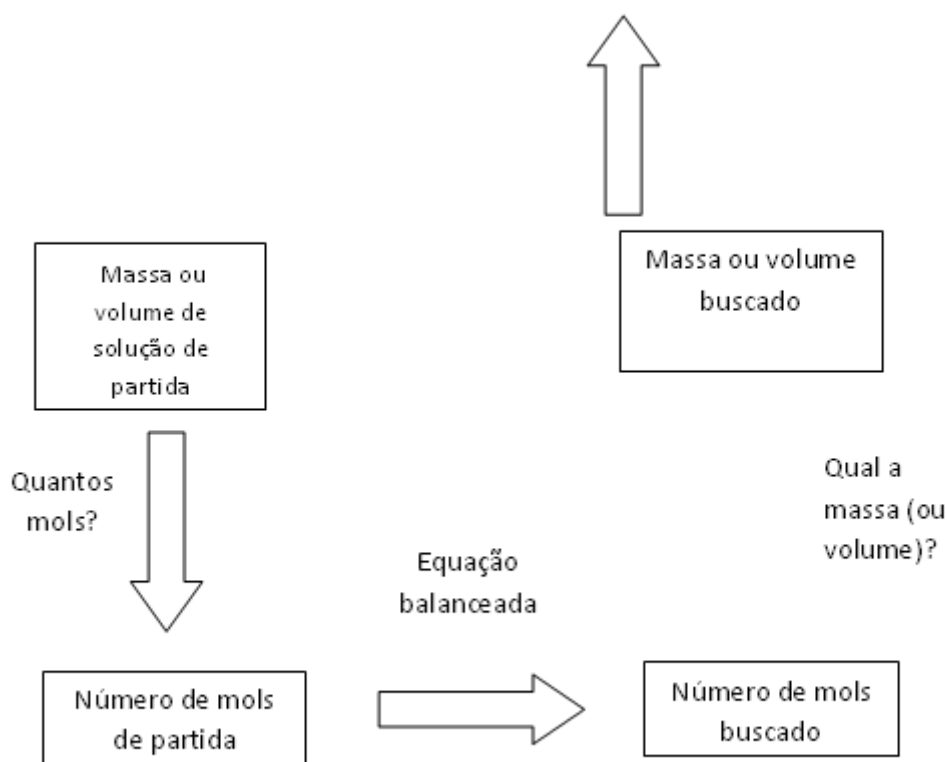 Massa ou
volume de
solução de
partida
Massa ou volume
buscado
Quantos
mols?
Qual a
massa (ou
volume)?
Equação
balanceada
Número de mols
de partida
Número de mols
buscado